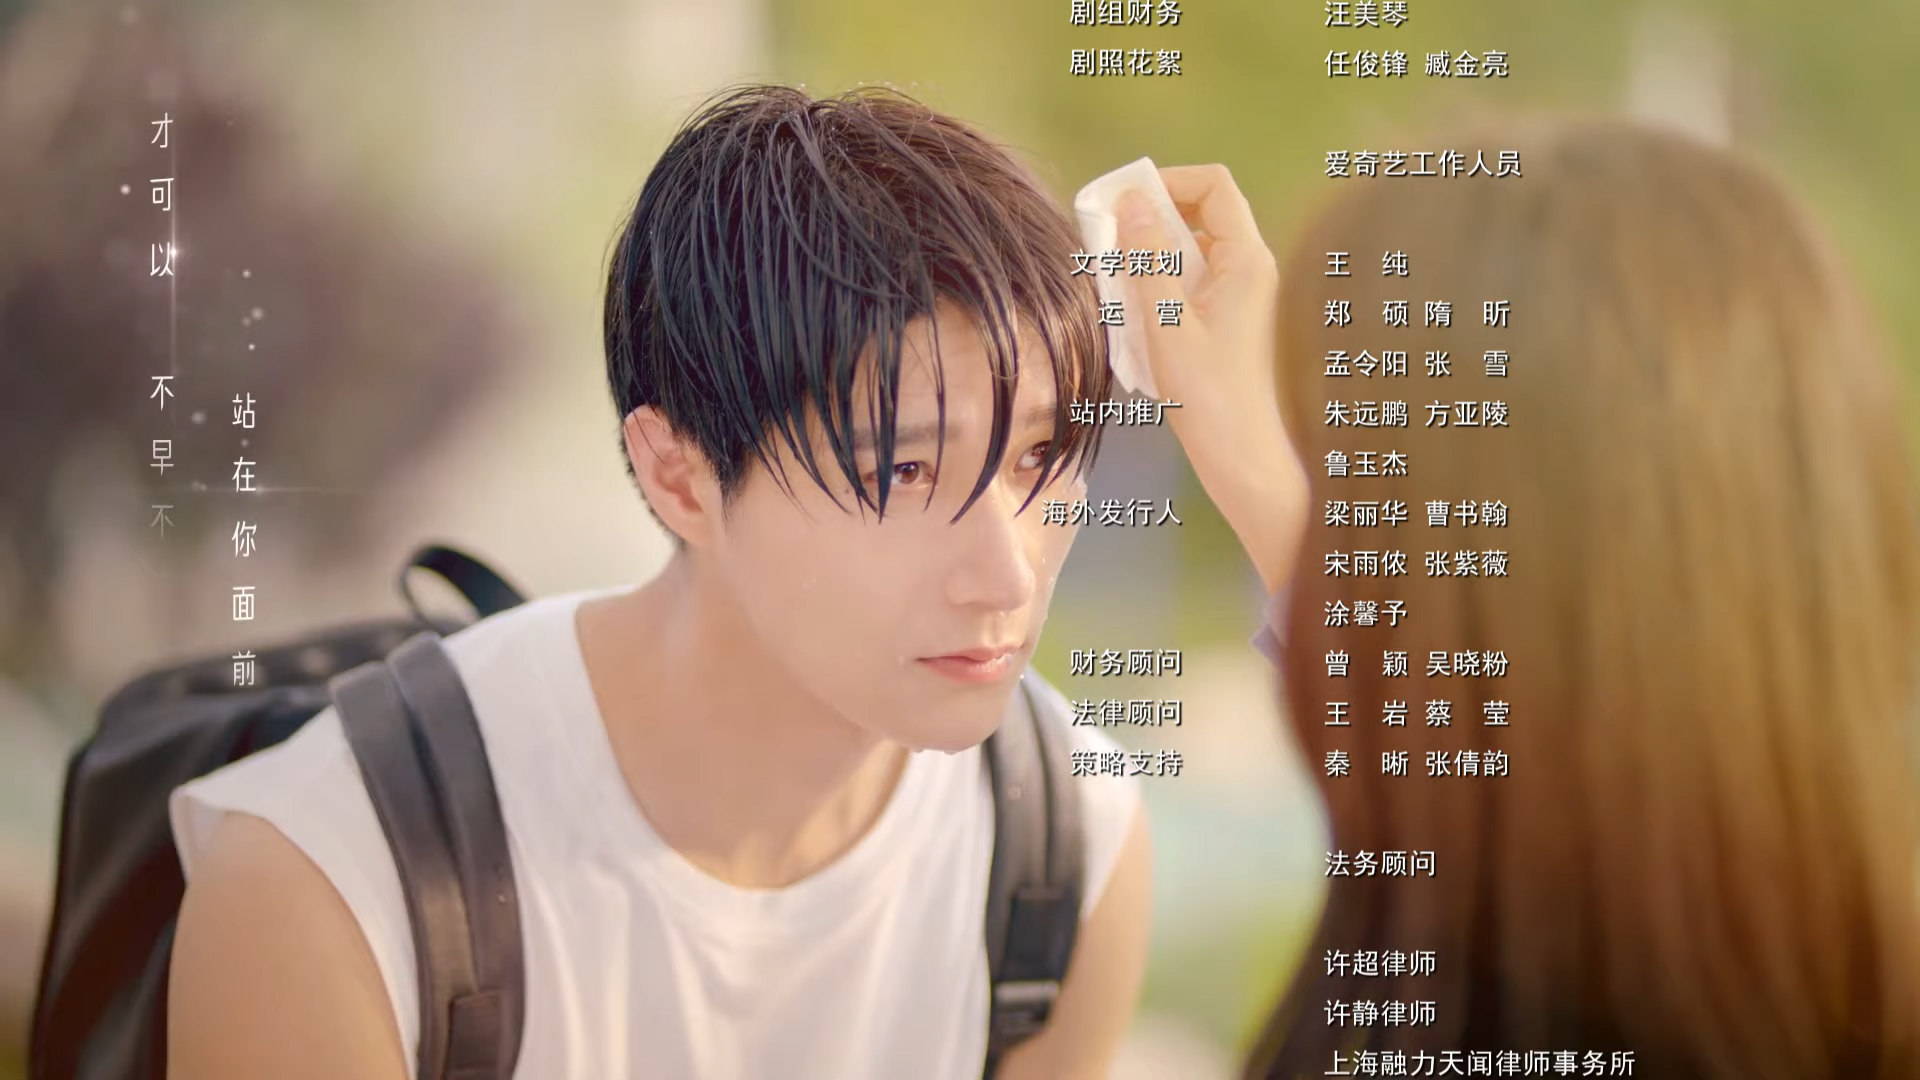 才可以 不早不
站在你面前
剧组财务 汪美琴
剧照花絮 任俊锋 臧金亮
爱奇艺工作人员
文学策划 王 纯
运 营 郑 硕 隋 昕
孟令阳 张 雪
站内推广 朱远鹏 方亚陵
鲁玉杰
海外发行人 梁丽华 曹书翰
宋雨侬 张紫薇
涂馨予
财务顾问 曾 颖 吴晓粉
法律顾问 王 岩 蔡 莹
策略支持 秦 晰 张倩韵
法务顾问
许超律师
许静律师
上海融力天闻律师事务所